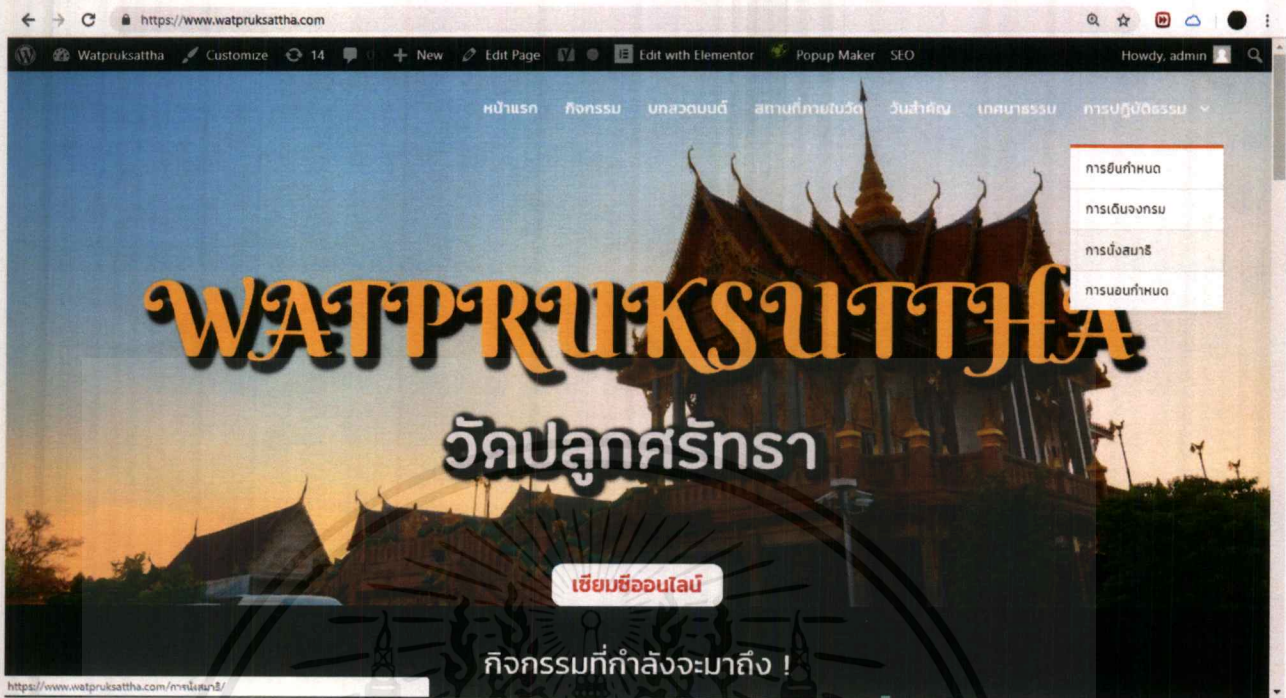 https://www.watpruksattha.com
Watpruksattha Customize 14 0 New Edit Page Edit with Elementor Popup Maker SEO Howdy, admin
หน้าแรก กิจกรรม บทสวดมนต์ สถานที่ภายในวัด วันสำคัญ เทศนาธรรม การปฏิบัติธรรม
การยืนกำหนด
การเดินจงกรม
การนั่งสมาธิ
การนอนกำหนด
WATPRUKSUTTHA
วัดปลูกศรัทธา
เซียมซีออนไลน์
กิจกรรมที่กำลังจะมาถึง !
https://www.watpruksattha.com/การนั่งสมาธิ/